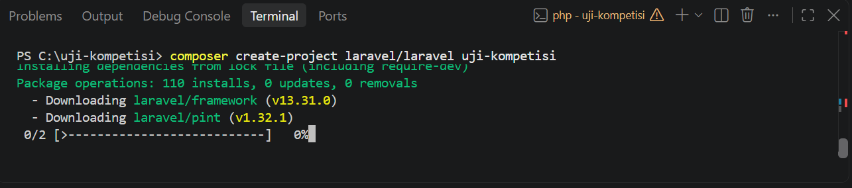 Problems Output Debug Console Terminal Ports
php - uji-kompetisi
PS C:\uji-kompetisi> composer create-project laravel/laravel uji-kompetisi
Installing dependencies from lock file (including require-dev)
Package operations: 110 installs, 0 updates, 0 removals
- Downloading laravel/framework (v13.31.0)
- Downloading laravel/pint (v1.32.1)
0/2 [>---------------------------] 0%